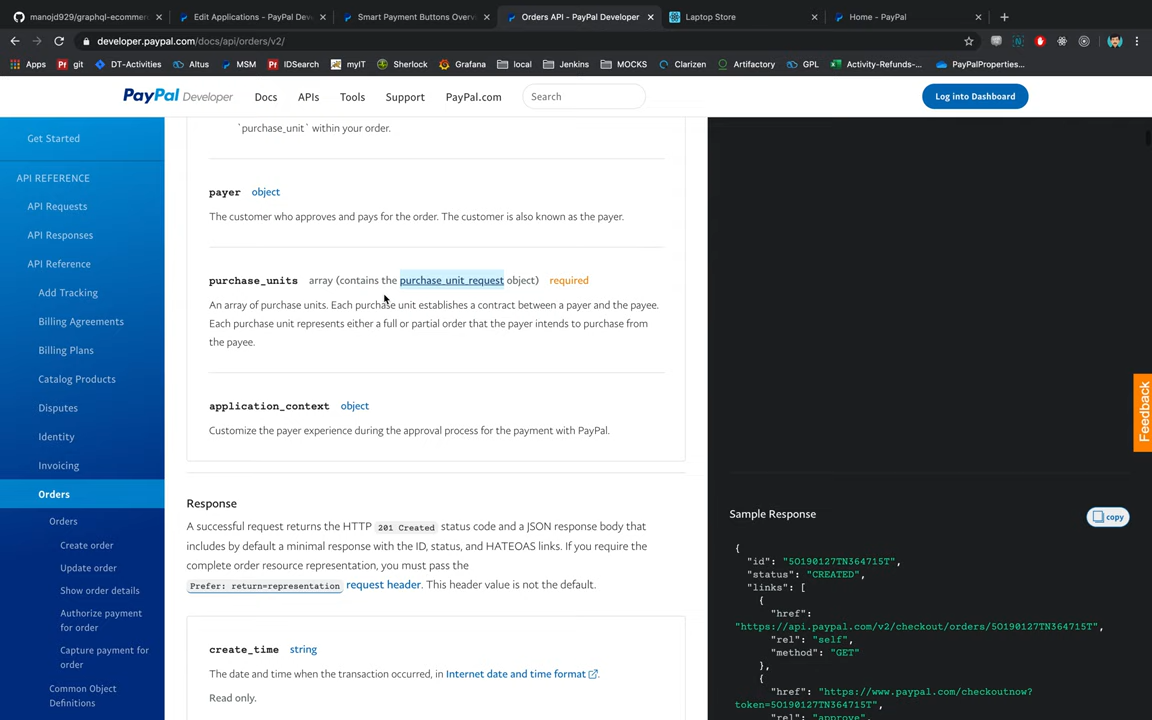 manojd929/graphql-ecommer
Edit Applications - PayPal Dev
Smart Payment Buttons Overv
Orders API - PayPal Developer
Laptop Store
Home - PayPal
developer.paypal.com/docs/api/orders/v2/
Apps
git
DT-Activities
Altus
MSM
IDSearch
myIT
Sherlock
Grafana
local
Jenkins
MOCKS
Clarizen
Artifactory
GPL
Activity-Refunds-...
PayPalProperties...
PayPal Developer
Docs
APIs
Tools
Support
PayPal.com
Search
Log into Dashboard
Get Started
API REFERENCE
API Requests
API Responses
API Reference
Add Tracking
Billing Agreements
Billing Plans
Catalog Products
Disputes
Identity
Invoicing
Orders
Orders
Create order
Update order
Show order details
Authorize payment
for order
Capture payment for
order
Common Object
Definitions
`purchase_unit` within your order.
payer object
The customer who approves and pays for the order. The customer is also known as the payer.
purchase_units array (contains the purchase_unit_request object) required
An array of purchase units. Each purchase unit establishes a contract between a payer and the payee.
Each purchase unit represents either a full or partial order that the payer intends to purchase from
the payee.
application_context object
Customize the payer experience during the approval process for the payment with PayPal.
Response
A successful request returns the HTTP 201 Created status code and a JSON response body that
includes by default a minimal response with the ID, status, and HATEOAS links. If you require the
complete order resource representation, you must pass the
Prefer: return=representation request header. This header value is not the default.
create_time string
The date and time when the transaction occurred, in Internet date and time format.
Read only.
Sample Response
copy
{
"id": "5O190127TN364715T",
"status": "CREATED",
"links": [
{
"href":
"https://api.paypal.com/v2/checkout/orders/5O190127TN364715T",
"rel": "self",
"method": "GET"
},
{
"href": "https://www.paypal.com/checkoutnow?
token=5O190127TN364715T",
"rel": "approve",
Feedback